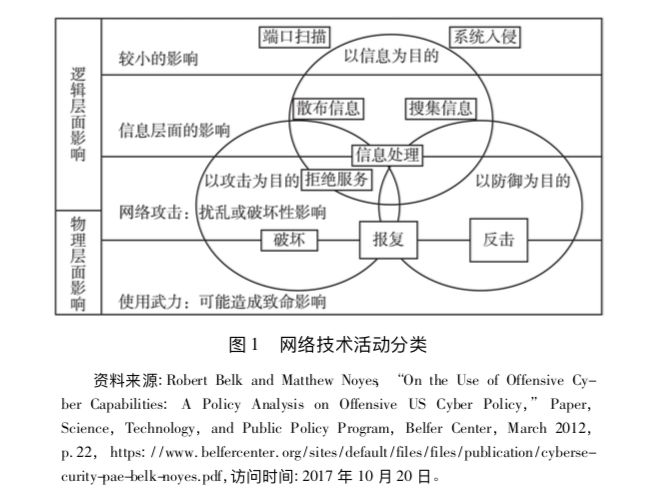 端口扫描
系统入侵
较小的影响
以信息为目的
逻辑层面影响
散布信息
搜集信息
信息层面的影响
信息处理
以攻击为目的
拒绝服务
以防御为目的
网络攻击：扰乱或破坏性影响
物理层面影响
破坏
报复
反击
使用武力：可能造成致命影响
图 1 网络技术活动分类
资料来源: Robert Belk and Matthew Noyes, “On the Use of Offensive Cy-
ber Capabilities: A Policy Analysis on Offensive US Cyber Policy,” Paper,
Science, Technology, and Public Policy Program, Belfer Center, March 2012,
p. 22, https: / /www. belfercenter. org/sites/default/files/files/publication/cyberse-
curity-pae-belk-noyes.pdf, 访问时间: 2017 年 10 月 20 日。